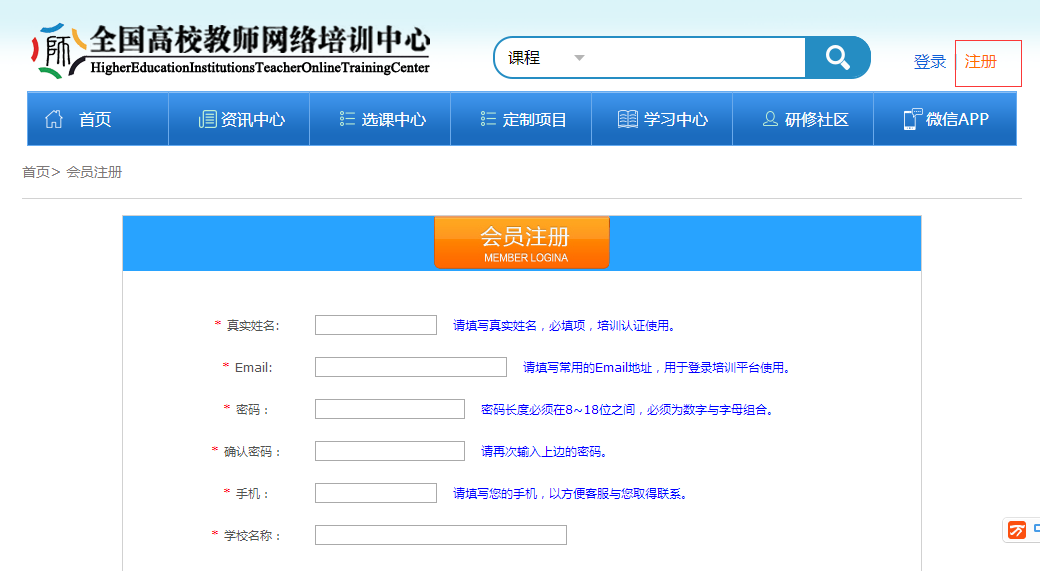 师 全国高校教师网络培训中心
HigherEducationInstitutionsTeacherOnlineTrainingCenter
课程
登录 注册
首页 资讯中心 选课中心 定制项目 学习中心 研修社区 微信APP
首页> 会员注册
会员注册
MEMBER LOGINA
* 真实姓名: 请填写真实姓名，必填项，培训认证使用。
* Email: 请填写常用的Email地址，用于登录培训平台使用。
* 密码： 密码长度必须在8~18位之间，必须为数字与字母组合。
* 确认密码： 请再次输入上边的密码。
* 手机： 请填写您的手机，以方便客服与您取得联系。
* 学校名称：